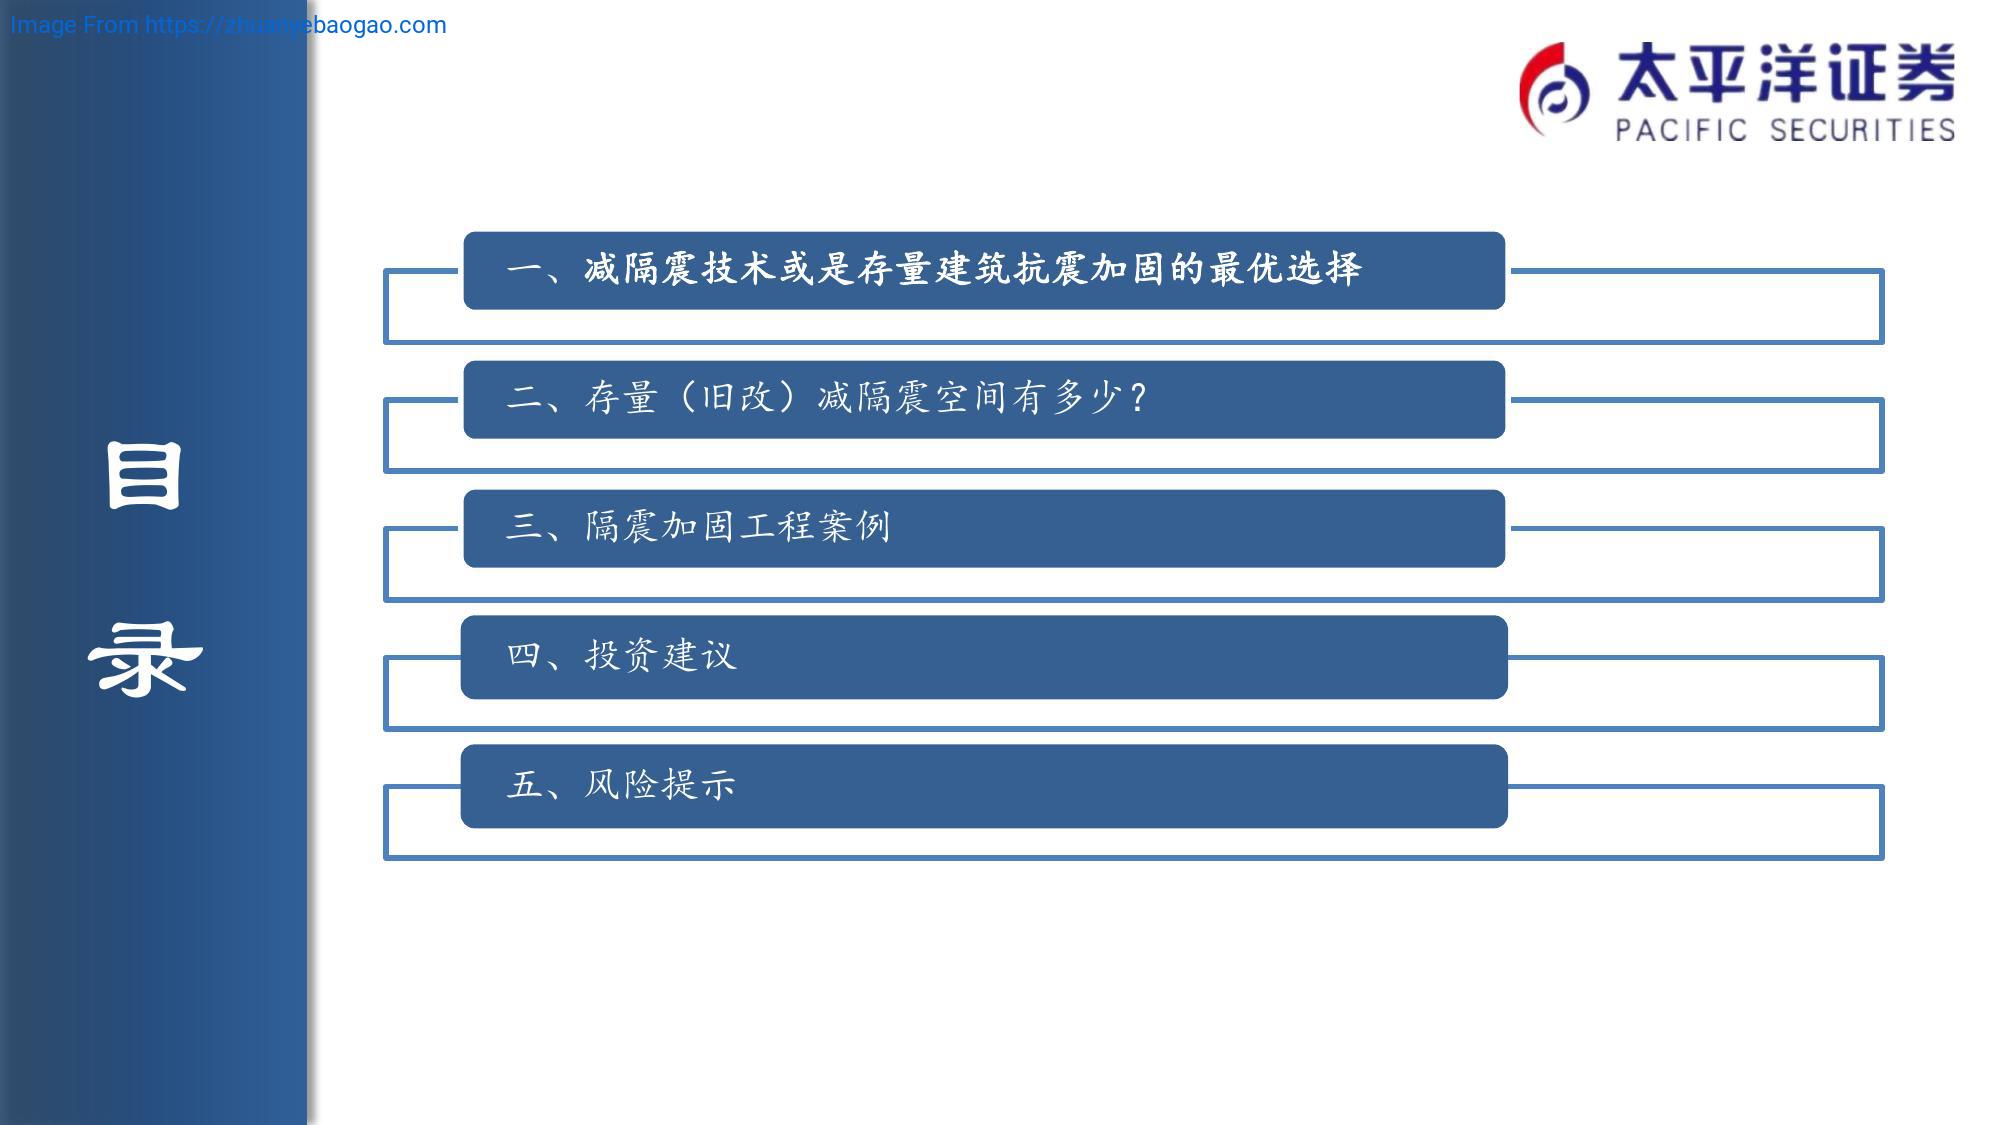 Image From https://zhuanyebaogao.com
太平洋证券
PACIFIC SECURITIES
目
录
一、减隔震技术或是存量建筑抗震加固的最优选择
二、存量（旧改）减隔震空间有多少?
三、隔震加固工程案例
四、投资建议
五、风险提示